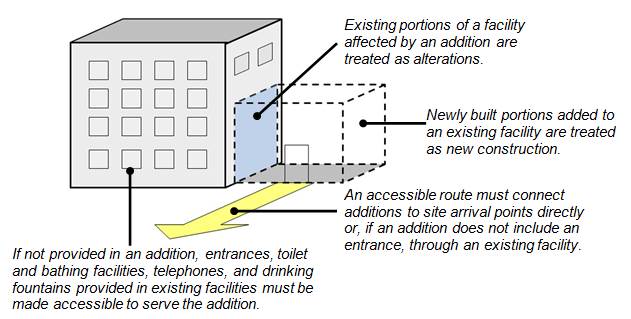 Existing portions of a facility
affected by an addition are
treated as alterations.
Newly built portions added to
an existing facility are treated
as new construction.
An accessible route must connect
additions to site arrival points directly
or, if an addition does not include an
entrance, through an existing facility.
If not provided in an addition, entrances, toilet
and bathing facilities, telephones, and drinking
fountains provided in existing facilities must be
made accessible to serve the addition.